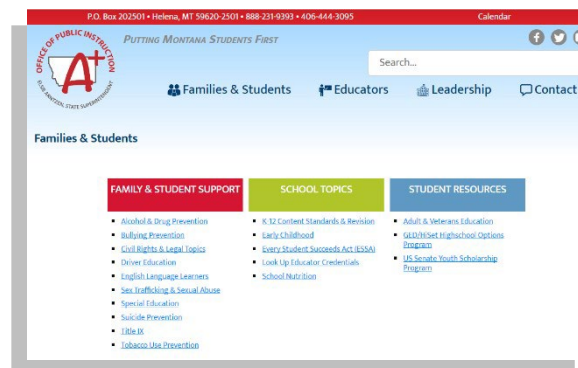 P.O. Box 202501 • Helena, MT 59620-2501 • 888-231-9393 • 406-444-3095
Calendar
OFFICE OF PUBLIC INSTRUCTION
A+
ELSIE ARNTZEN, STATE SUPERINTENDENT
PUTTING MONTANA STUDENTS FIRST
Search...
Families & Students
Educators
Leadership
Contact
Families & Students
FAMILY & STUDENT SUPPORT
Alcohol & Drug Prevention
Bullying Prevention
Civil Rights & Legal Topics
Driver Education
English Language Learners
Sex Trafficking & Sexual Abuse
Special Education
Suicide Prevention
Title IX
Tobacco Use Prevention
SCHOOL TOPICS
K-12 Content Standards & Revision
Early Childhood
Every Student Succeeds Act (ESSA)
Look Up Educator Credentials
School Nutrition
STUDENT RESOURCES
Adult & Veterans Education
GED/HiSet Highschool Options
Program
US Senate Youth Scholarship
Program